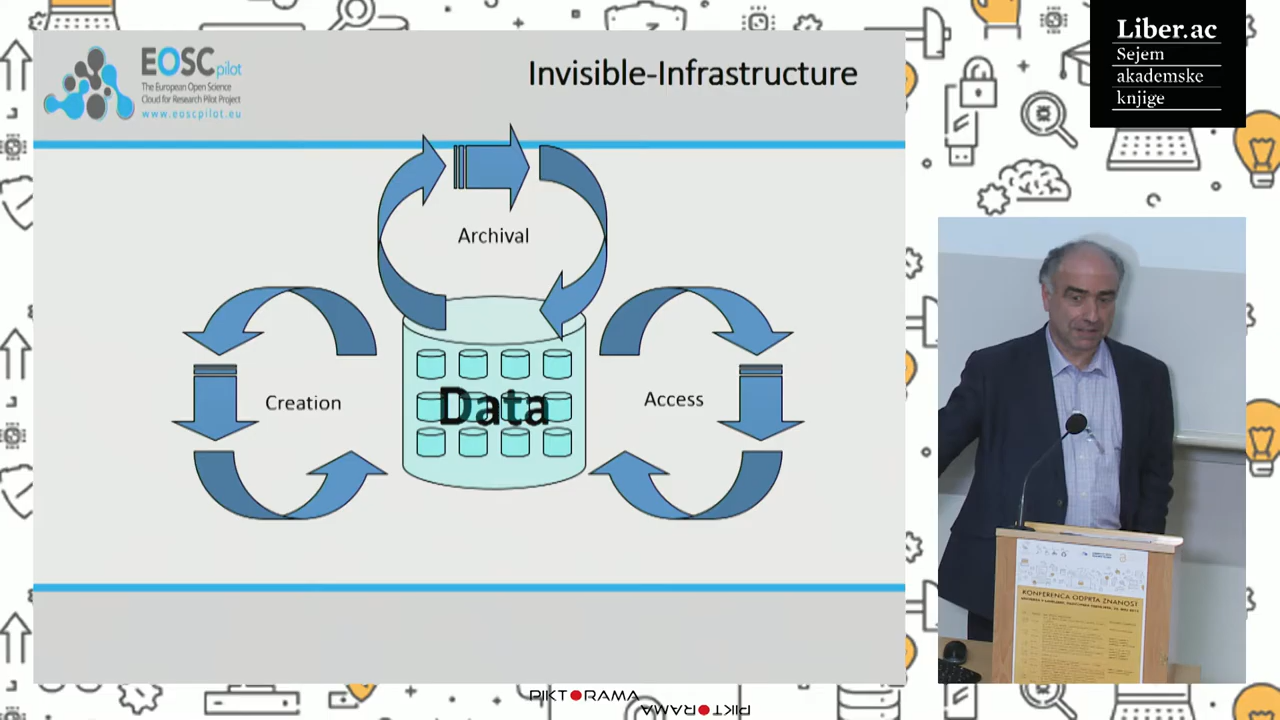 EOSCpilot
The European Open Science
Cloud for Research Pilot Project
www.eoscpilot.eu
Invisible-Infrastructure
Archival
Creation
Data
Access
Liber.ac
Sejem
akademske
knjige
KONFERENCA ODPRTA ZNANOST
PIKTORAMA
PIKTORAMA